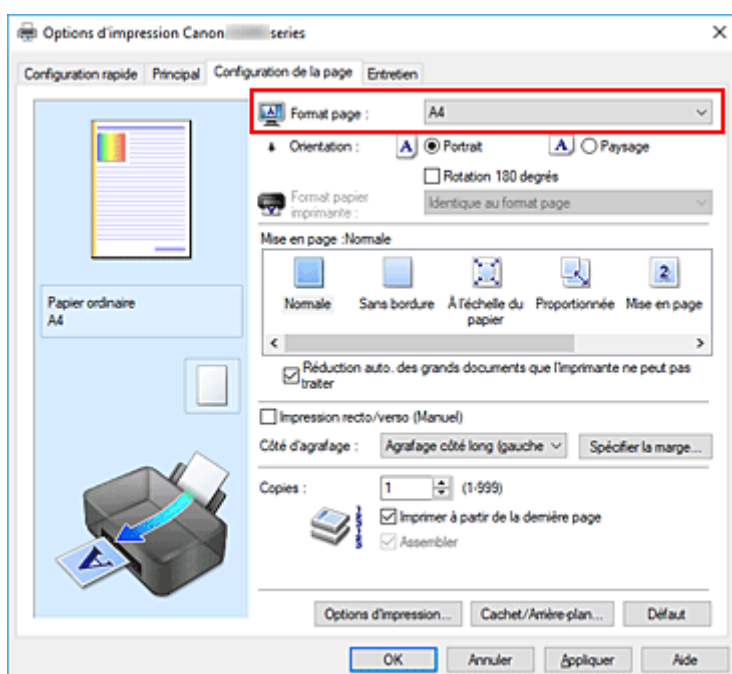 Options d'impression Canon series
Configuration rapide Principal Configuration de la page Entretien
Format page : A4
Orientation : A Portrait A Paysage
Rotation 180 degrés
Format papier imprimante : Identique au format page
Mise en page :Normale
2
Normale Sans bordure À l'échelle du papier Proportionnée Mise en page
Papier ordinaire
A4
Réduction auto. des grands documents que l'imprimante ne peut pas
traiter
Impression recto/verso (Manuel)
Côté d'agrafage : Agrafage côté long (gauche Spécifier la marge...
Copies : 1 (1-999)
Imprimer à partir de la dernière page
Assembler
A
Options d'impression... Cachet/Arrière-plan... Défaut
OK Annuler Appliquer Aide